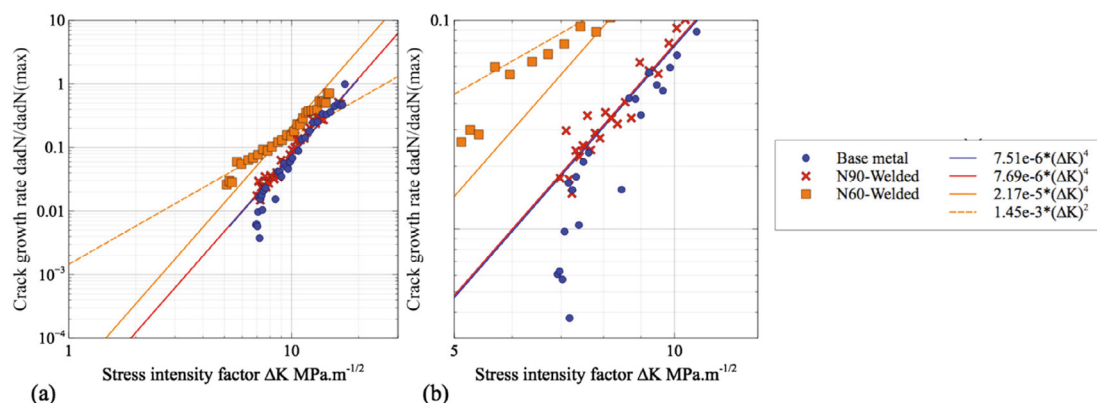 Crack growth rate dadN/dadN(max)
10
1
0.1
0.01
10⁻³
10⁻⁴
1
10
Stress intensity factor ΔK MPa.m⁻¹/²
(a)
Crack growth rate dadN/dadN(max)
0.1
5
10
Stress intensity factor ΔK MPa.m⁻¹/²
(b)
Base metal
N90-Welded
N60-Welded
7.51e-6*(ΔK)⁴
7.69e-6*(ΔK)⁴
2.17e-5*(ΔK)⁴
1.45e-3*(ΔK)²